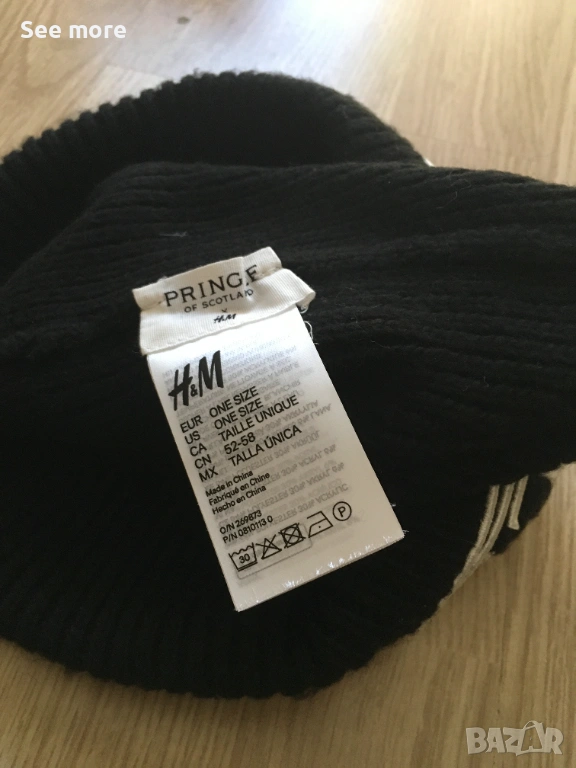 See more
PRINGLE
OF SCOTLAND
x
H&M
H&M
EUR ONE SIZE
US ONE SIZE
CA TAILLE UNIQUE
CN 52-58
MX TALLA ÚNICA
Made in China
Fabriqué en Chine
Hecho en China
O/N 269873
P/N 0810113 0
30
P
BAZAR